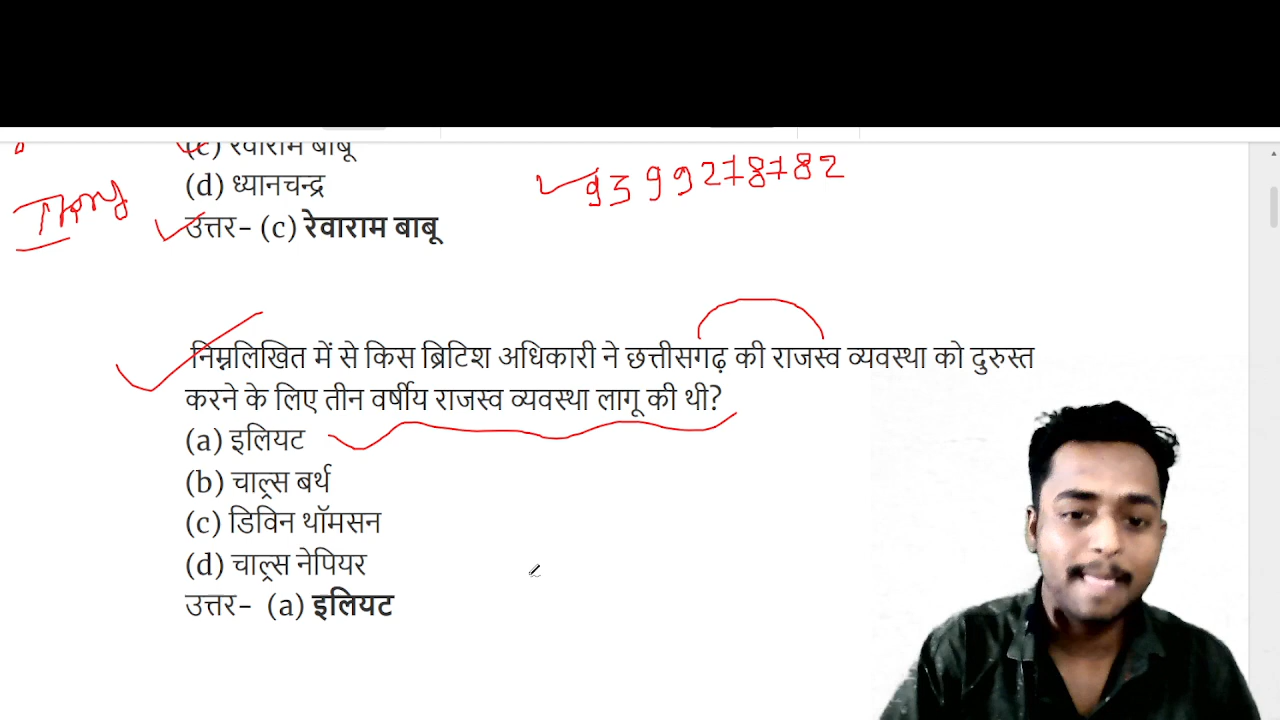 (c) रेवाराम बाबू
(d) ध्यानचन्द्र
9399278782
उत्तर- (c) रेवाराम बाबू
निम्नलिखित में से किस ब्रिटिश अधिकारी ने छत्तीसगढ़ की राजस्व व्यवस्था को दुरुस्त
करने के लिए तीन वर्षीय राजस्व व्यवस्था लागू की थी?
(a) इलियट
(b) चाल्र्स बर्थ
(c) डिविन थॉमसन
(d) चाल्र्स नेपियर
उत्तर- (a) इलियट